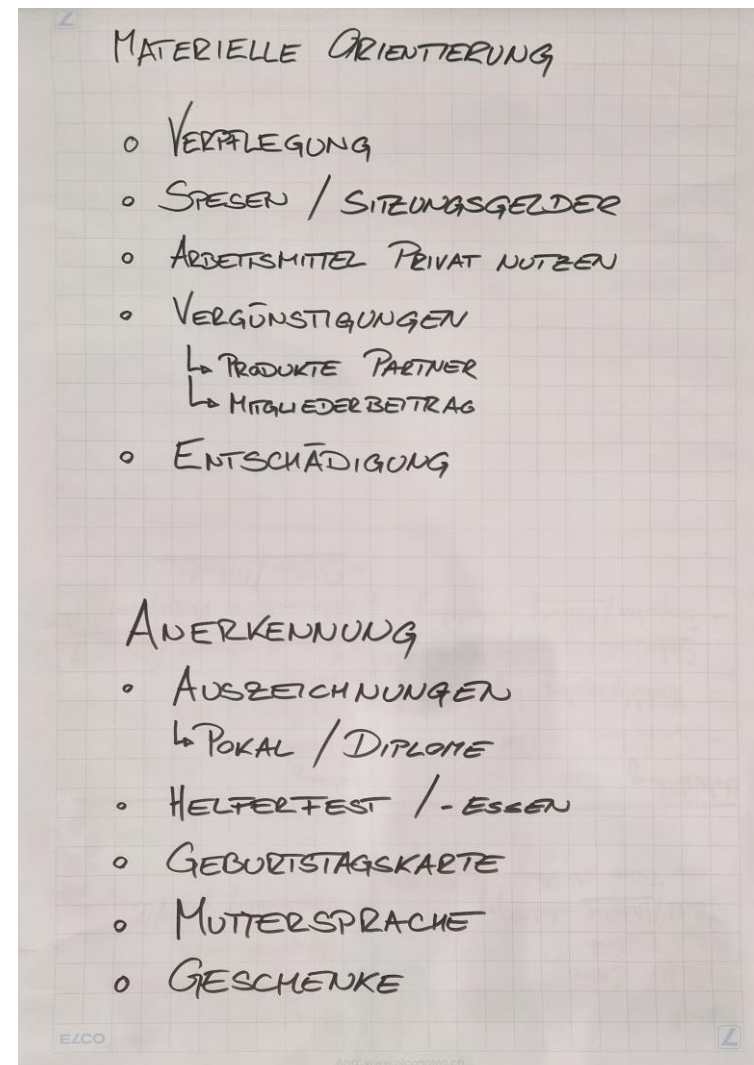 MATERIELLE ORIENTIERUNG
o VERPFLEGUNG
o SPESEN / SITZUNGSGELDER
o ARBEITSMITTEL PRIVAT NUTZEN
o VERGÜNSTIGUNGEN
↳ PRODUKTE PARTNER
↳ MITGLIEDERBEITRAG
o ENTSCHÄDIGUNG
ANERKENNUNG
o AUSZEICHNUNGEN
↳ POKAL / DIPLOME
o HELFERFEST / -ESSEN
o GEBURTSTAGSKARTE
o MUTTERSPRACHE
o GESCHENKE
ELCO